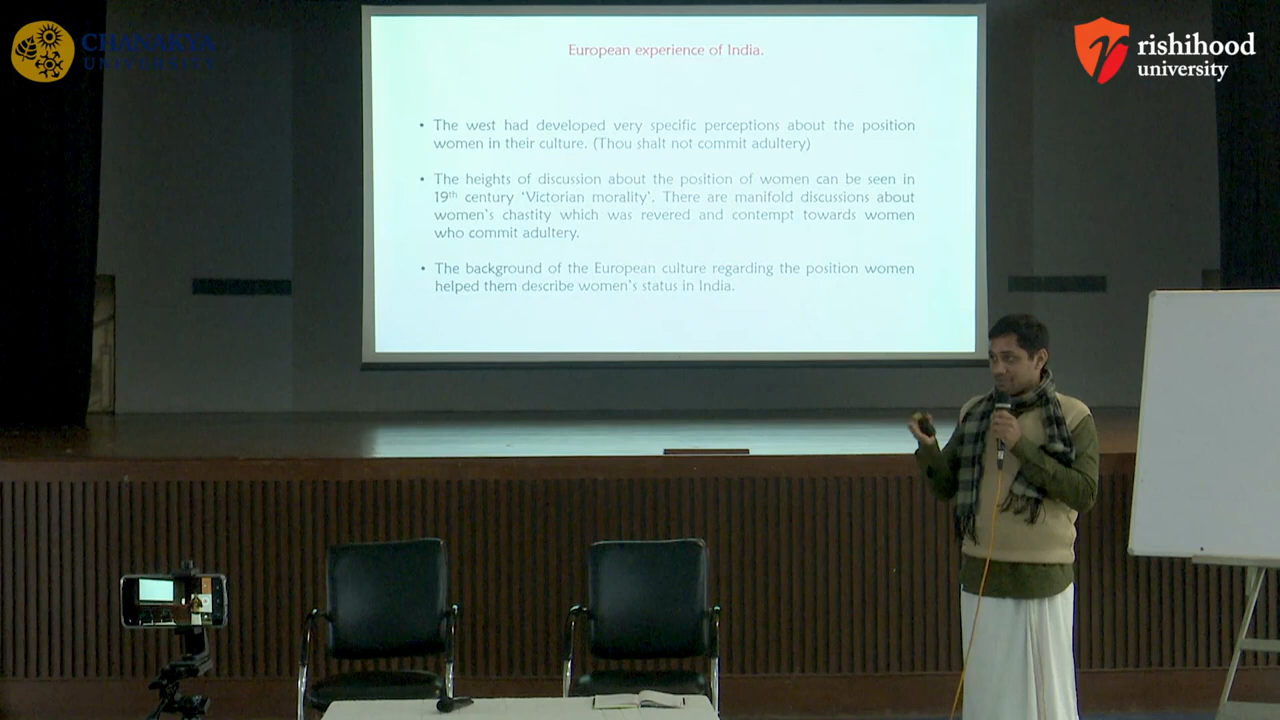 CHANAKYA
UNIVERSITY
rishihood
university
European experience of India.
• The west had developed very specific perceptions about the position
women in their culture. (Thou shalt not commit adultery)
• The heights of discussion about the position of women can be seen in
19th century ‘Victorian morality’. There are manifold discussions about
women’s chastity which was revered and contempt towards women
who commit adultery.
• The background of the European culture regarding the position women
helped them describe women’s status in India.